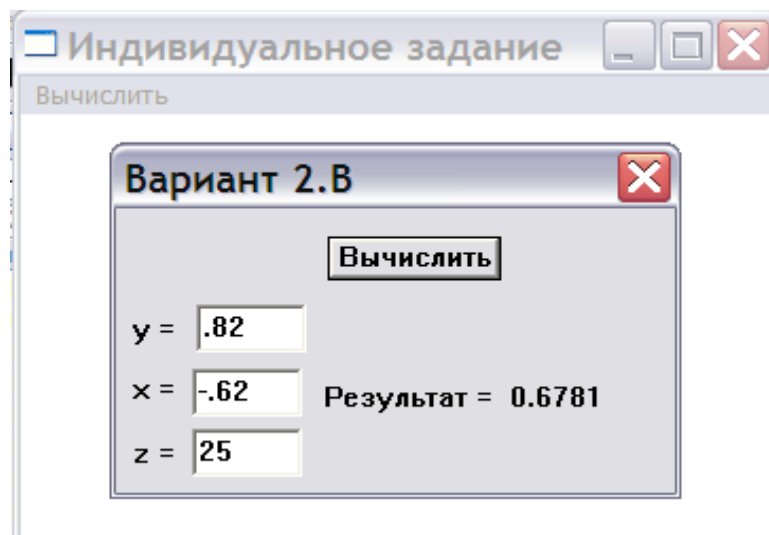 Индивидуальное задание
Вычислить
Вариант 2.В
Вычислить
y = .82
x = -.62
Результат = 0.6781
z = 25